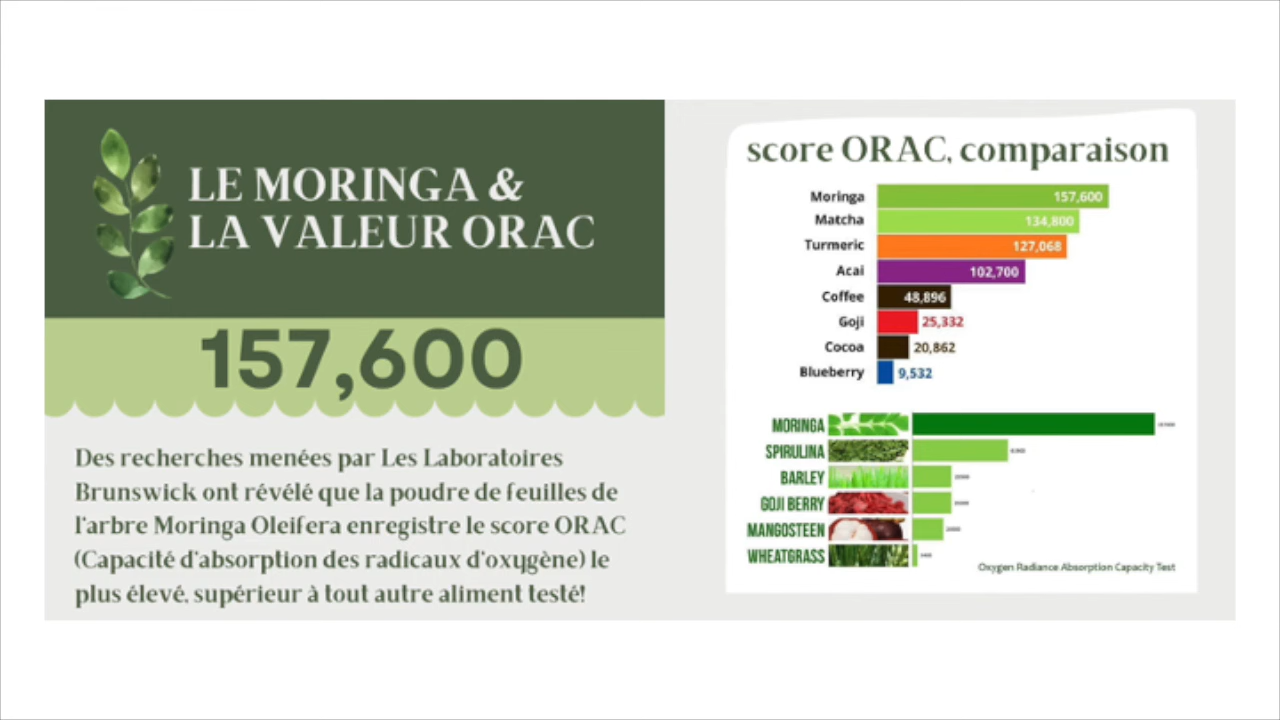 LE MORINGA &
LA VALEUR ORAC
157,600
Des recherches menées par Les Laboratoires
Brunswick ont révélé que la poudre de feuilles de
l'arbre Moringa Oleifera enregistre le score ORAC
(Capacité d'absorption des radicaux d'oxygène) le
plus élevé, supérieur à tout autre aliment testé!
score ORAC, comparaison
Moringa 157,600
Matcha 134,800
Turmeric 127,068
Acai 102,700
Coffee 48,896
Goji 25,332
Cocoa 20,862
Blueberry 9,532
MORINGA
SPIRULINA
BARLEY
GOJI BERRY
MANGOSTEEN
WHEATGRASS
Oxygen Radiance Absorption Capacity Test